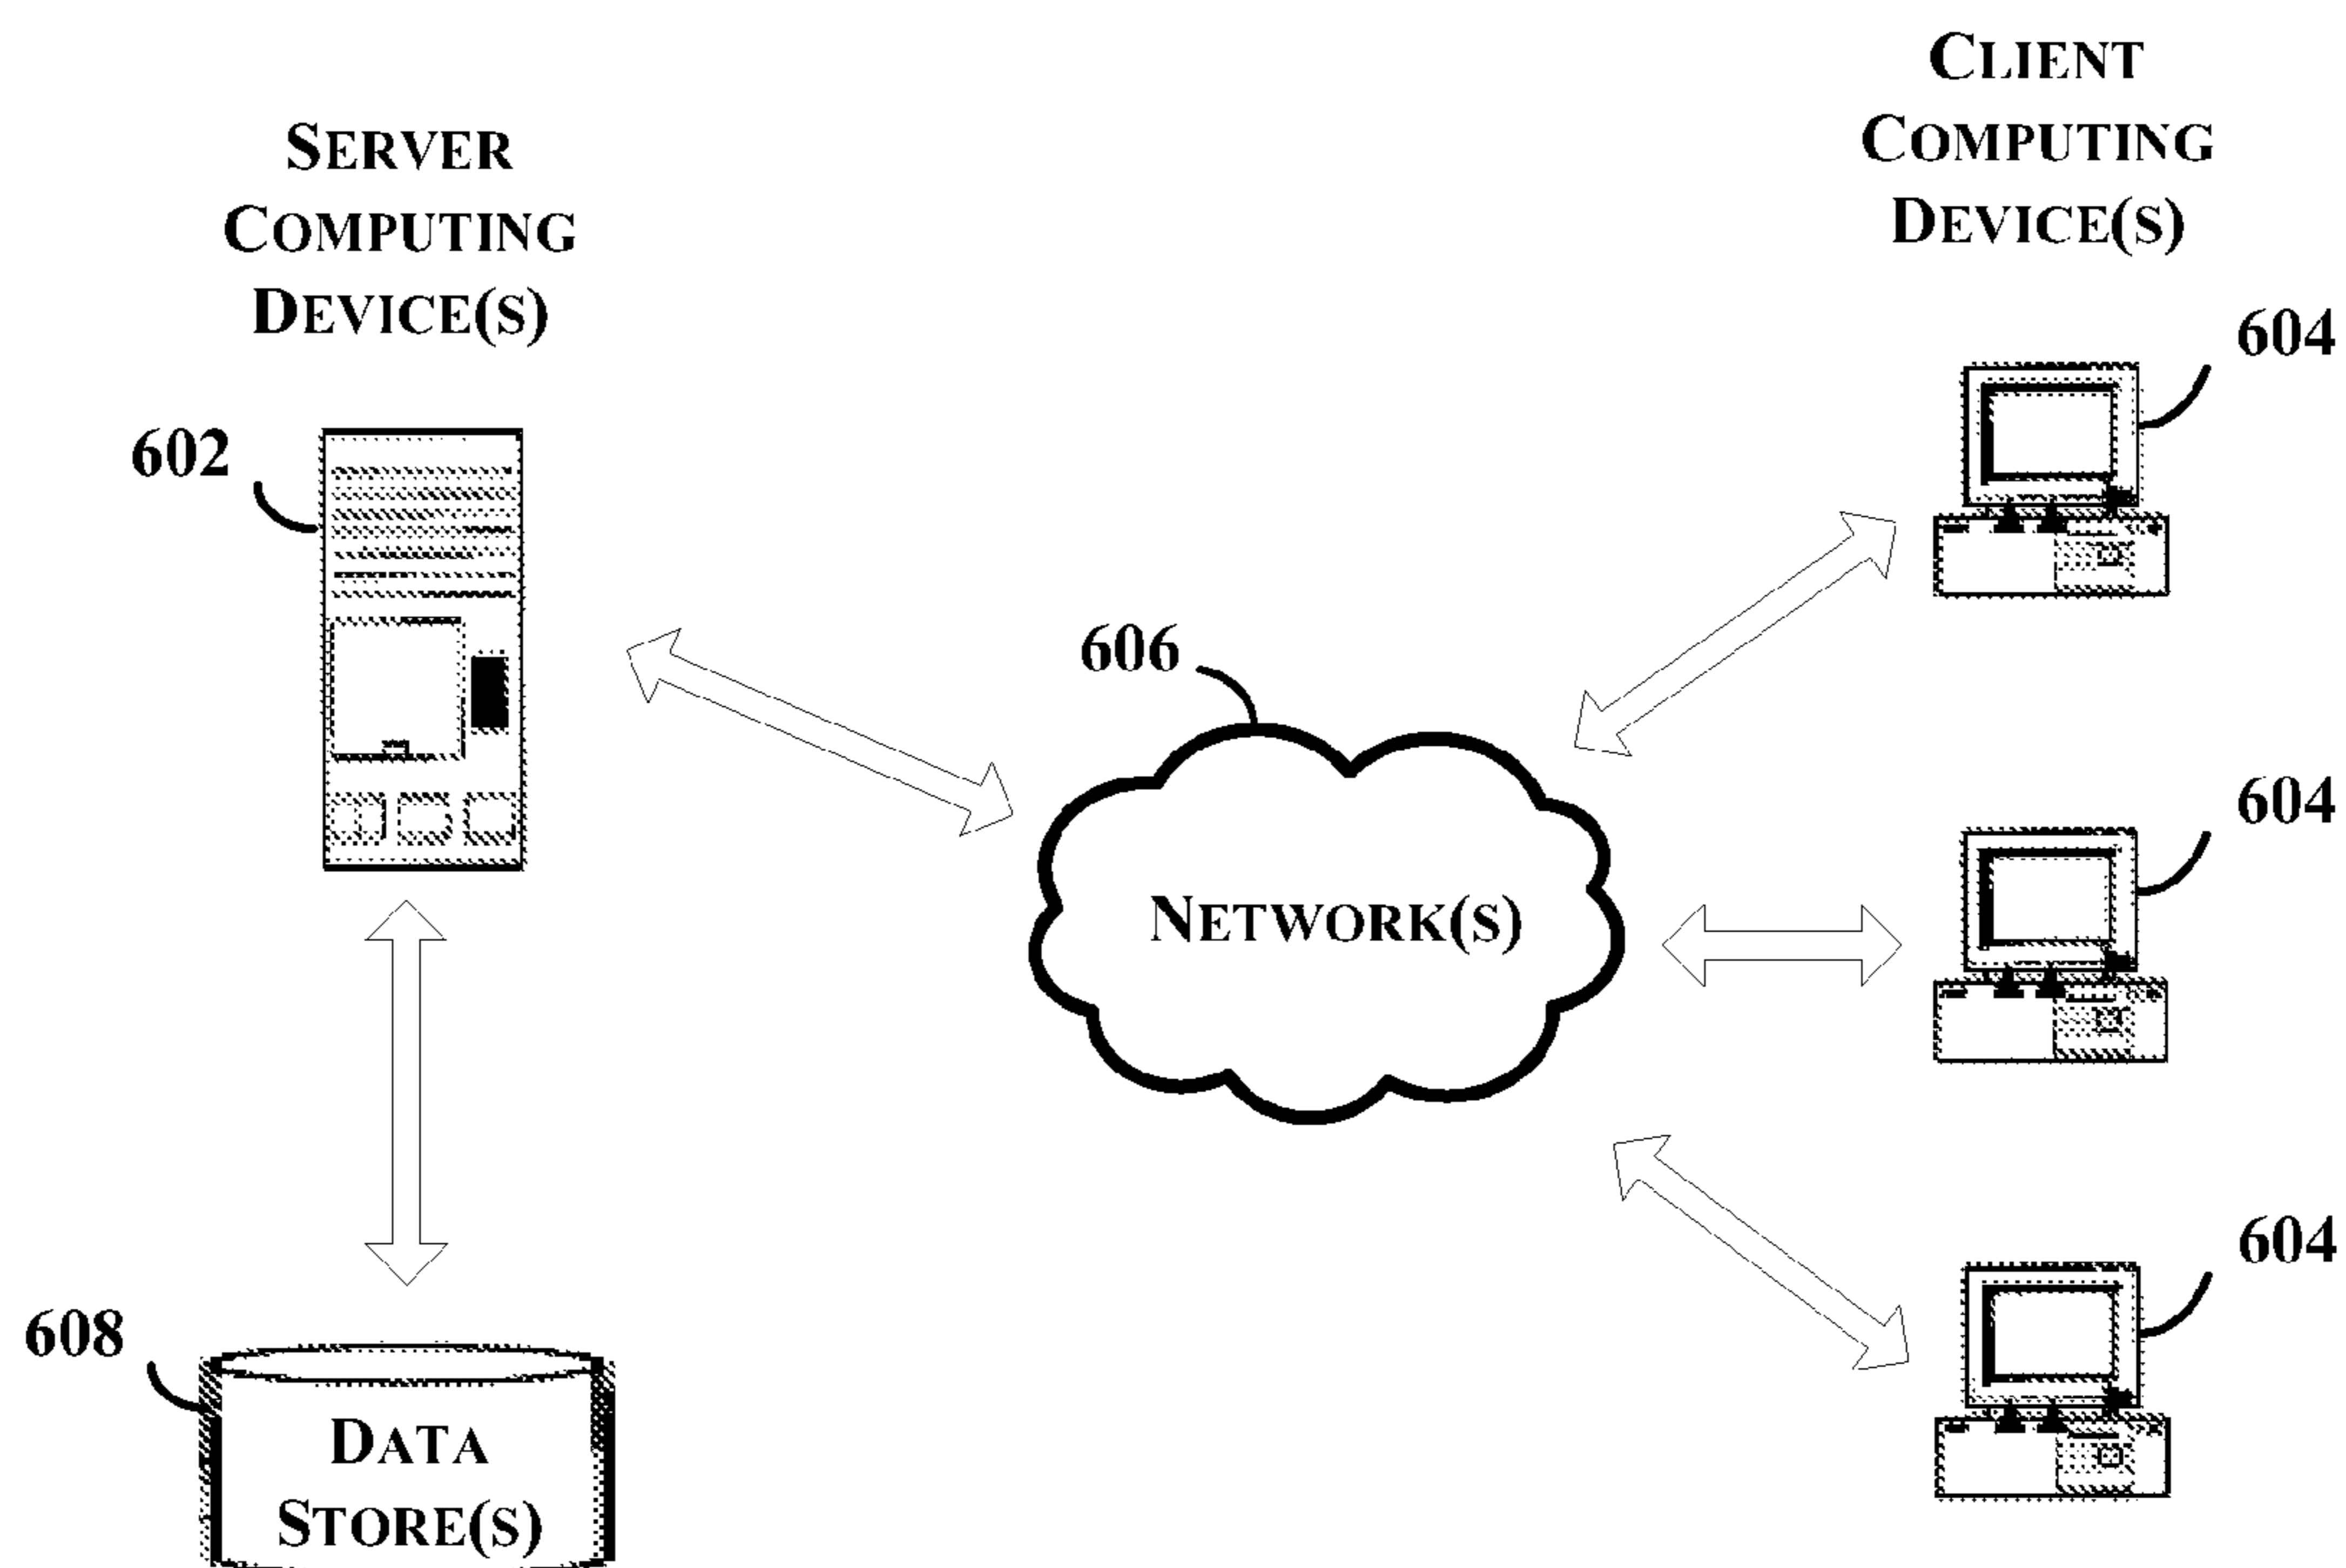 SERVER
COMPUTING
DEVICE(S)
CLIENT
COMPUTING
DEVICE(S)
602
604
606
NETWORK(S)
604
604
608
DATA
STORE(S)